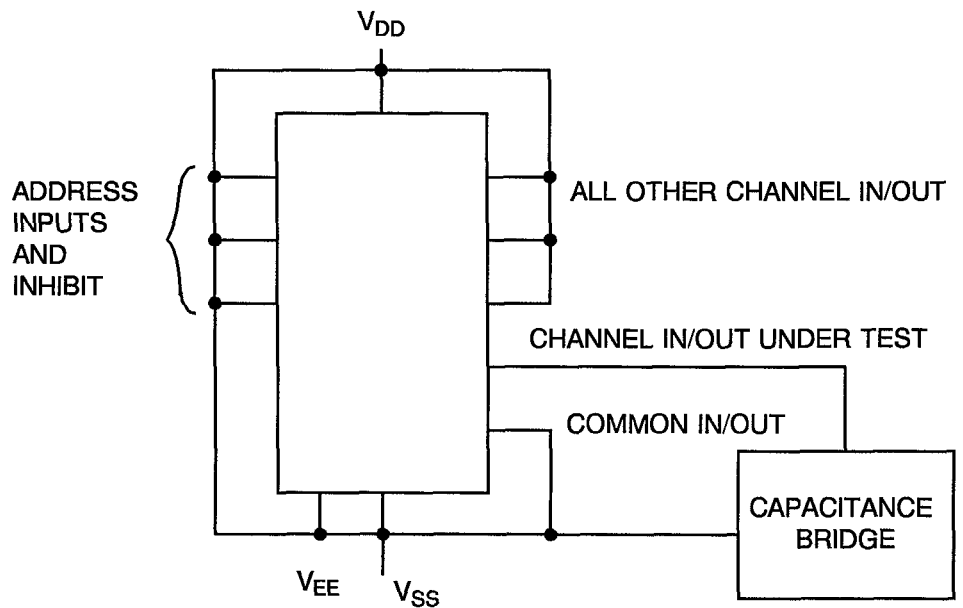 VDD
ADDRESS
INPUTS
AND
INHIBIT
ALL OTHER CHANNEL IN/OUT
CHANNEL IN/OUT UNDER TEST
COMMON IN/OUT
CAPACITANCE
BRIDGE
VEE
VSS